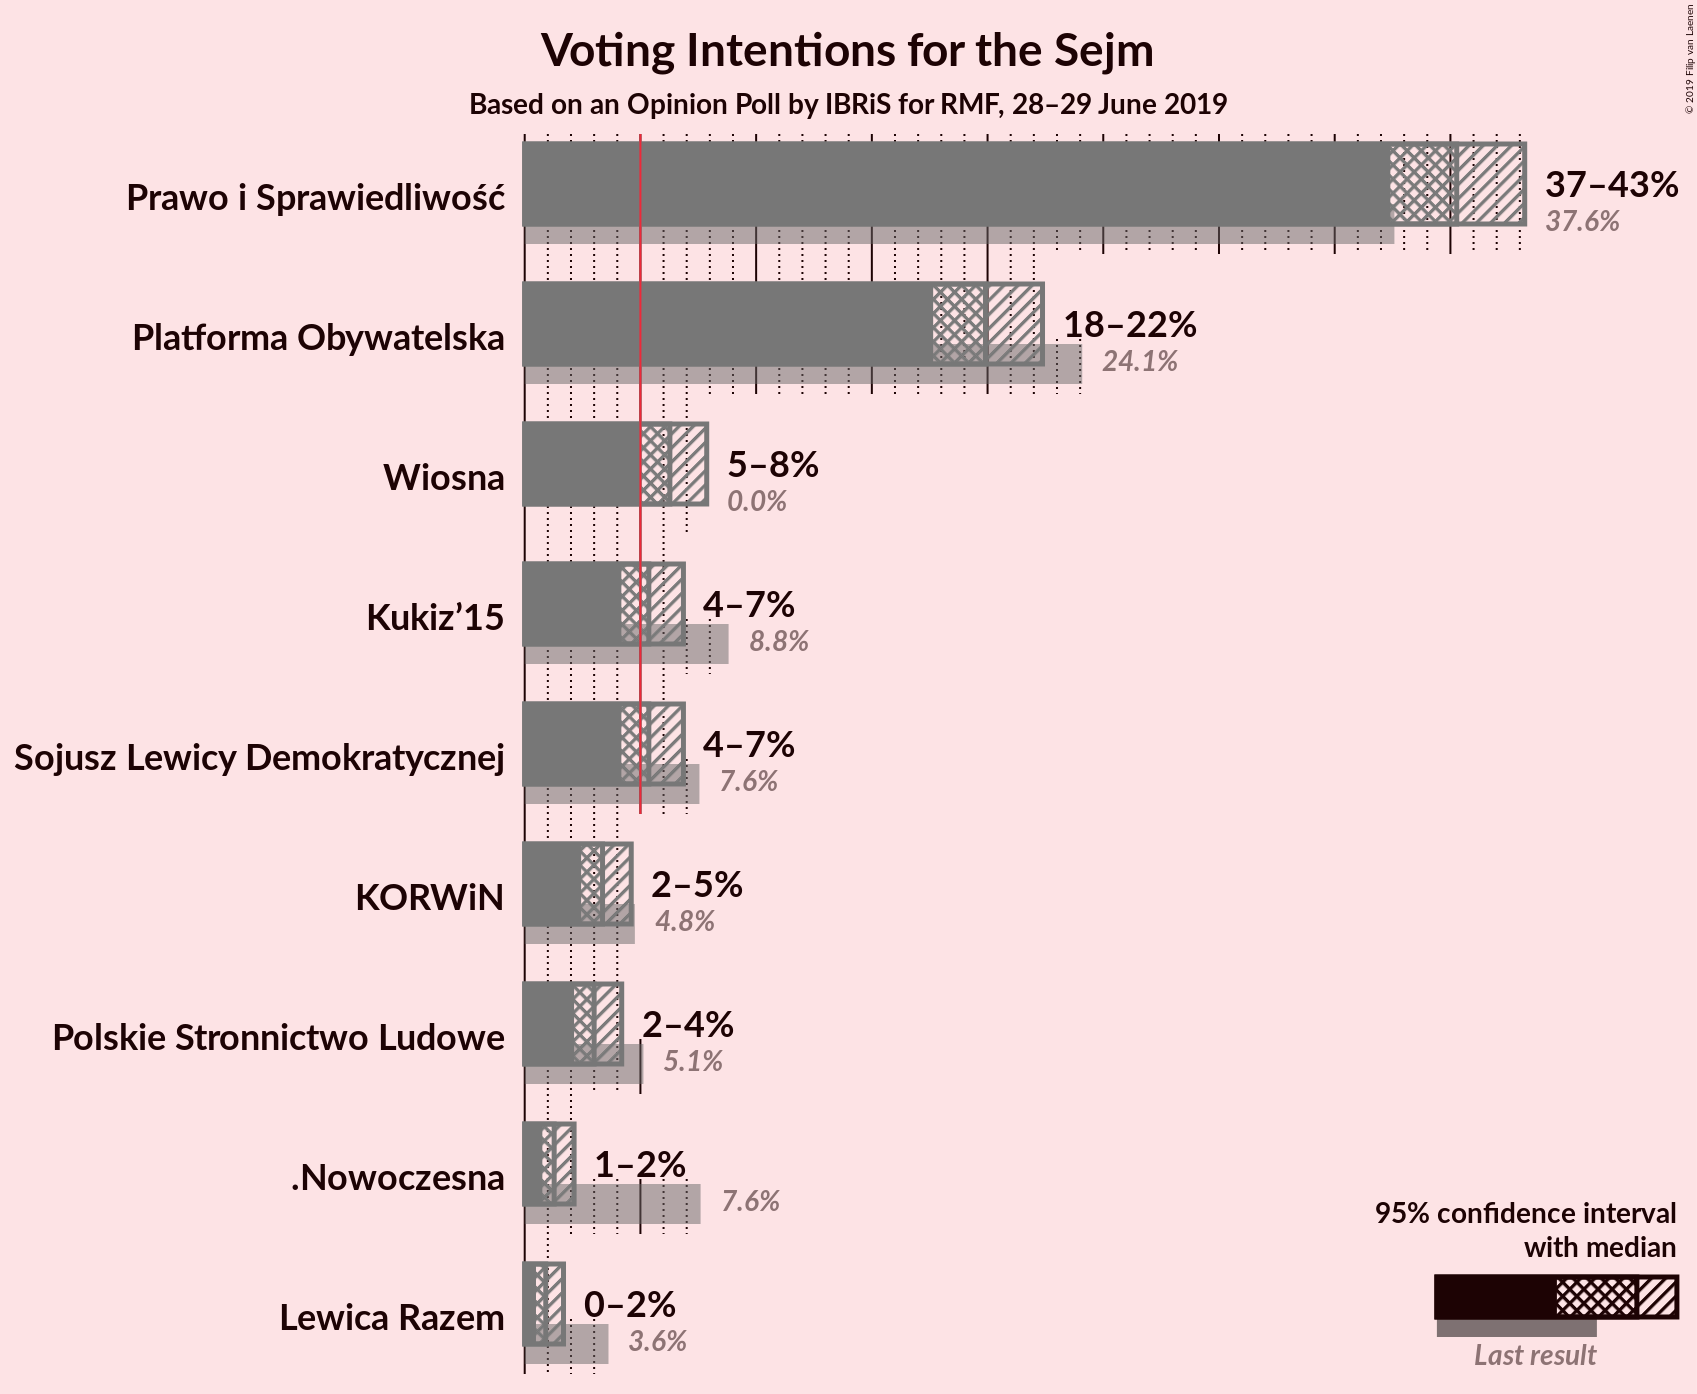 © 2019 Filip van Laenen
Voting Intentions for the Sejm
Based on an Opinion Poll by IBRiS for RMF, 28–29 June 2019
Prawo i Sprawiedliwość
37–43%
37.6%
Platforma Obywatelska
18–22%
24.1%
Wiosna
5–8%
0.0%
Kukiz’15
4–7%
8.8%
Sojusz Lewicy Demokratycznej
4–7%
7.6%
KORWiN
2–5%
4.8%
Polskie Stronnictwo Ludowe
2–4%
5.1%
.Nowoczesna
1–2%
7.6%
Lewica Razem
0–2%
3.6%
95% confidence interval
with median
Last result